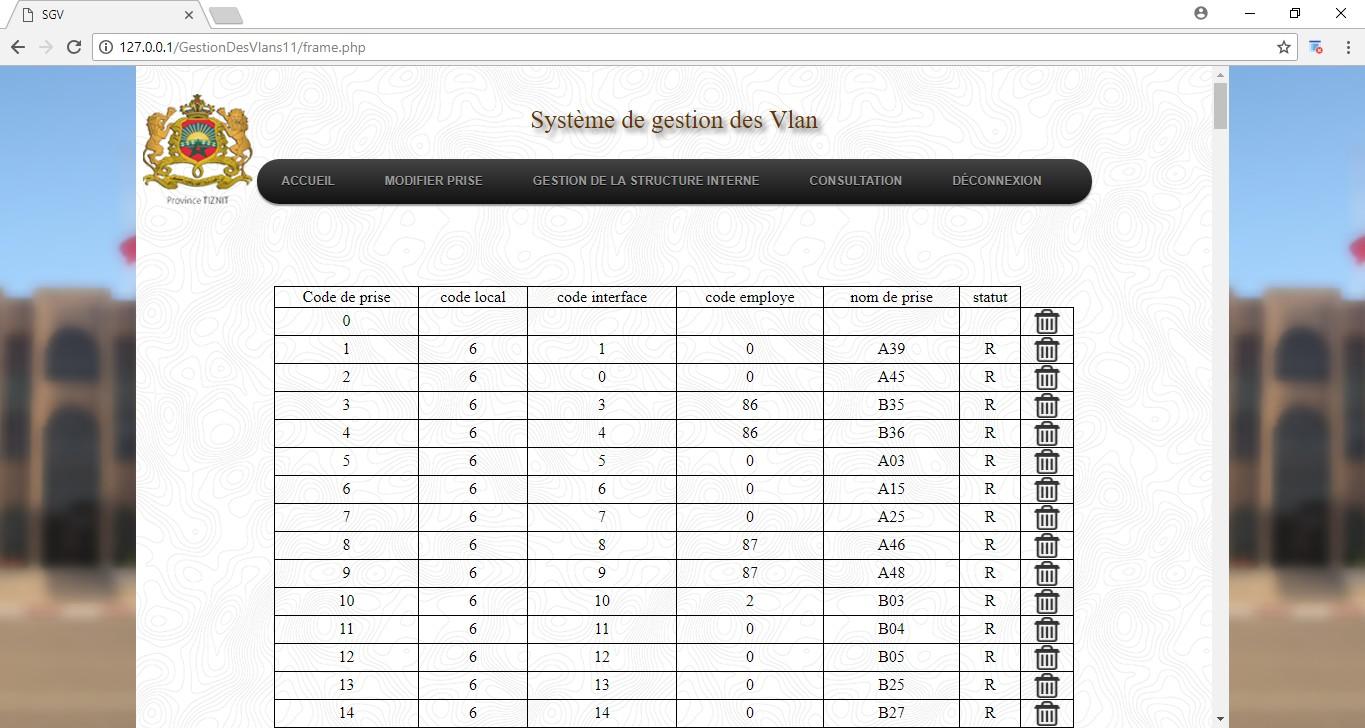 SGV
127.0.0.1/GestionDesVlans11/frame.php
Province TIZNIT
Système de gestion des Vlan
ACCUEIL MODIFIER PRISE GESTION DE LA STRUCTURE INTERNE CONSULTATION DÉCONNEXION
Code de prise code local code interface code employe nom de prise statut
0
1 6 1 0 A39 R
2 6 0 0 A45 R
3 6 3 86 B35 R
4 6 4 86 B36 R
5 6 5 0 A03 R
6 6 6 0 A15 R
7 6 7 0 A25 R
8 6 8 87 A46 R
9 6 9 87 A48 R
10 6 10 2 B03 R
11 6 11 0 B04 R
12 6 12 0 B05 R
13 6 13 0 B25 R
14 6 14 0 B27 R